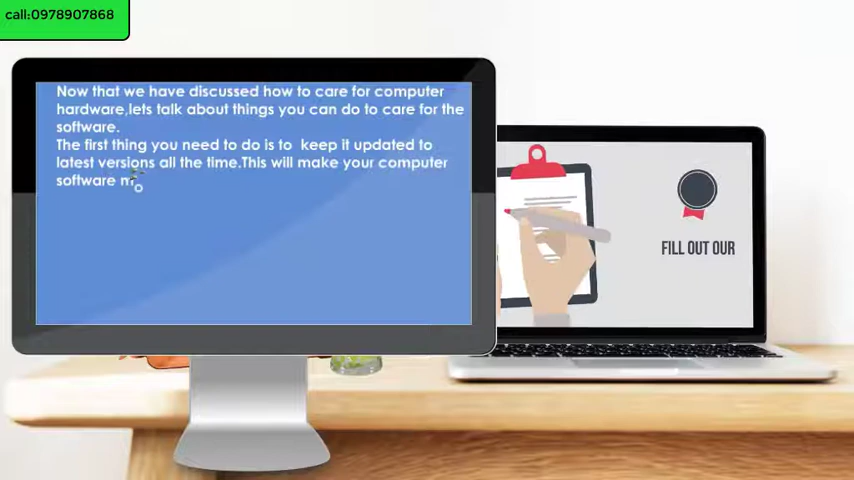 call:0978907868
Now that we have discussed how to care for computer
hardware,lets talk about things you can do to care for the
software.
The first thing you need to do is to keep it updated to
latest versions all the time.This will make your computer
software
FILL OUT OUR